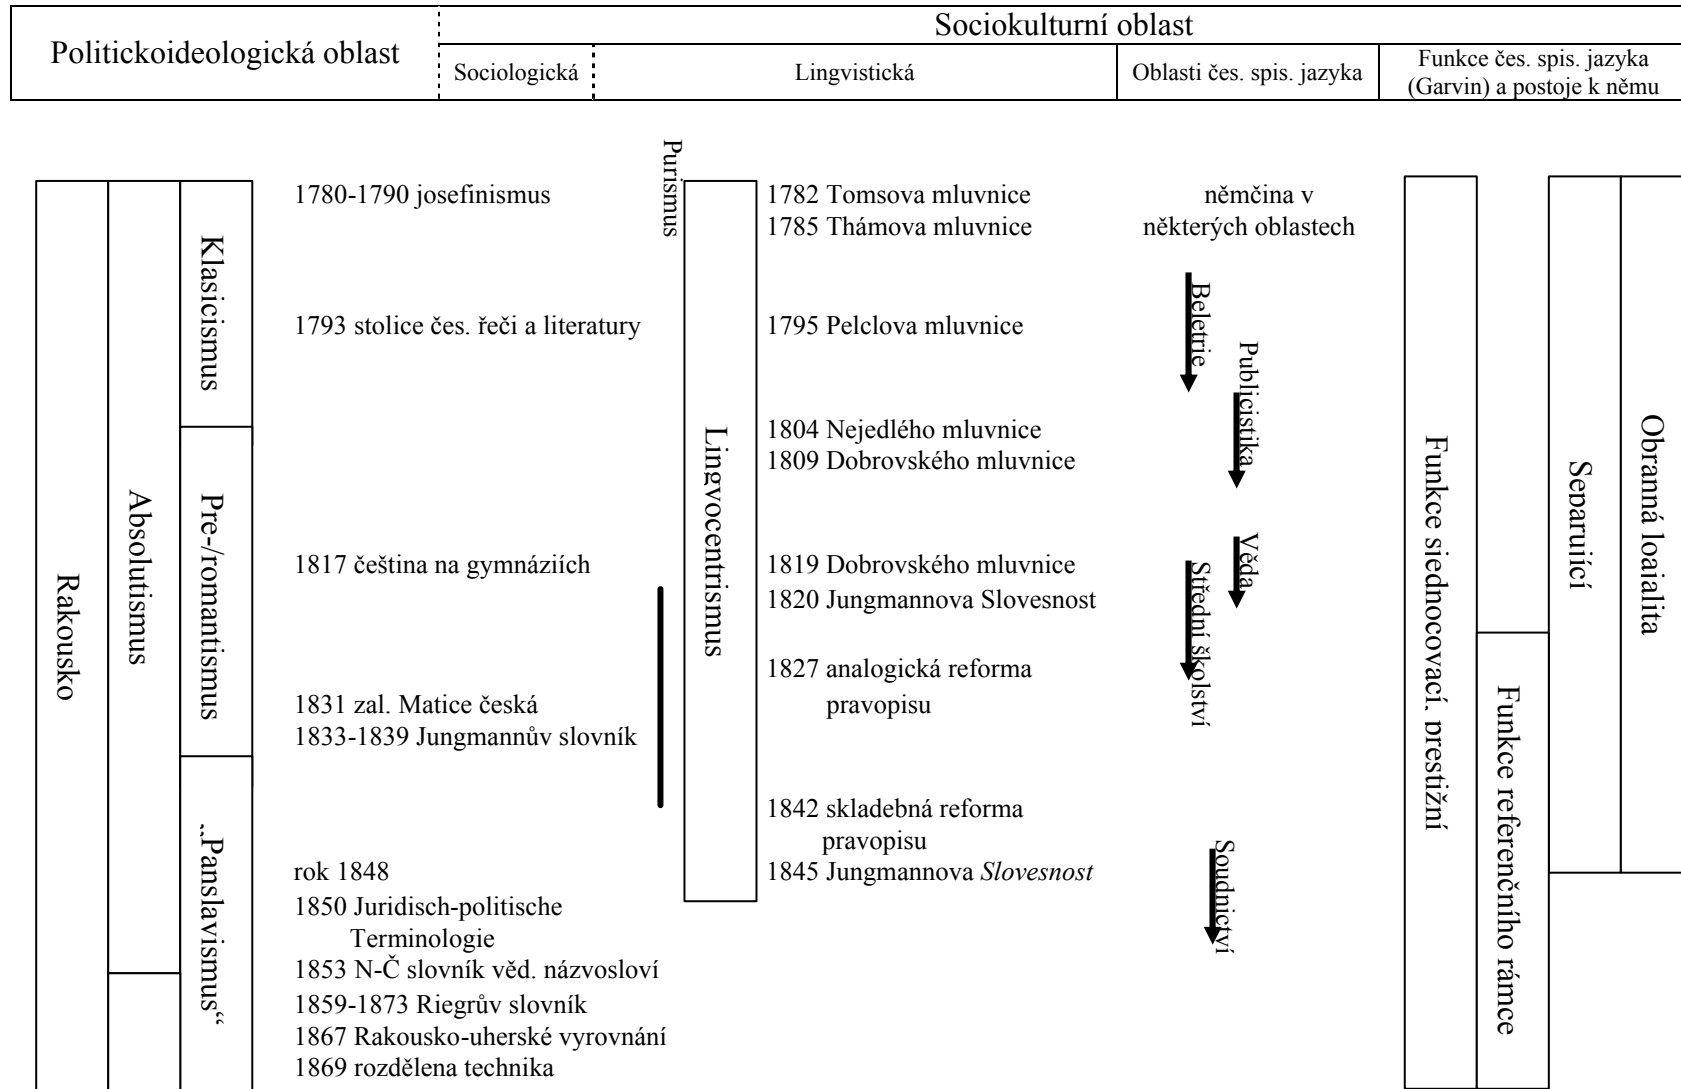 Politickoideologická oblast
Sociokulturní oblast
Sociologická
Lingvistická
Oblasti čes. spis. jazyka
Funkce čes. spis. jazyka
(Garvin) a postoje k němu
Rakousko
Absolutismus
Klasicismus
Pre-/romantismus
„Panslavismus“
1780-1790 josefinismus
1793 stolice čes. řeči a literatury
1817 čeština na gymnáziích
1831 zal. Matice česká
1833-1839 Jungmannův slovník
rok 1848
1850 Juridisch-politische
Terminologie
1853 N-Č slovník věd. názvosloví
1859-1873 Riegrův slovník
1867 Rakousko-uherské vyrovnání
1869 rozdělena technika
Purismus
Lingvocentrismus
1782 Tomsova mluvnice
1785 Thámova mluvnice
1795 Pelclova mluvnice
1804 Nejedlého mluvnice
1809 Dobrovského mluvnice
1819 Dobrovského mluvnice
1820 Jungmannova Slovesnost
1827 analogická reforma
pravopisu
1842 skladebná reforma
pravopisu
1845 Jungmannova Slovesnost
němčina v
některých oblastech
Beletrie
Publicistika
Věda
Střední školství
Soudnictví
Funkce sjednocovací, prestižní
Funkce referenčního rámce
Separující
Obranná loajalita